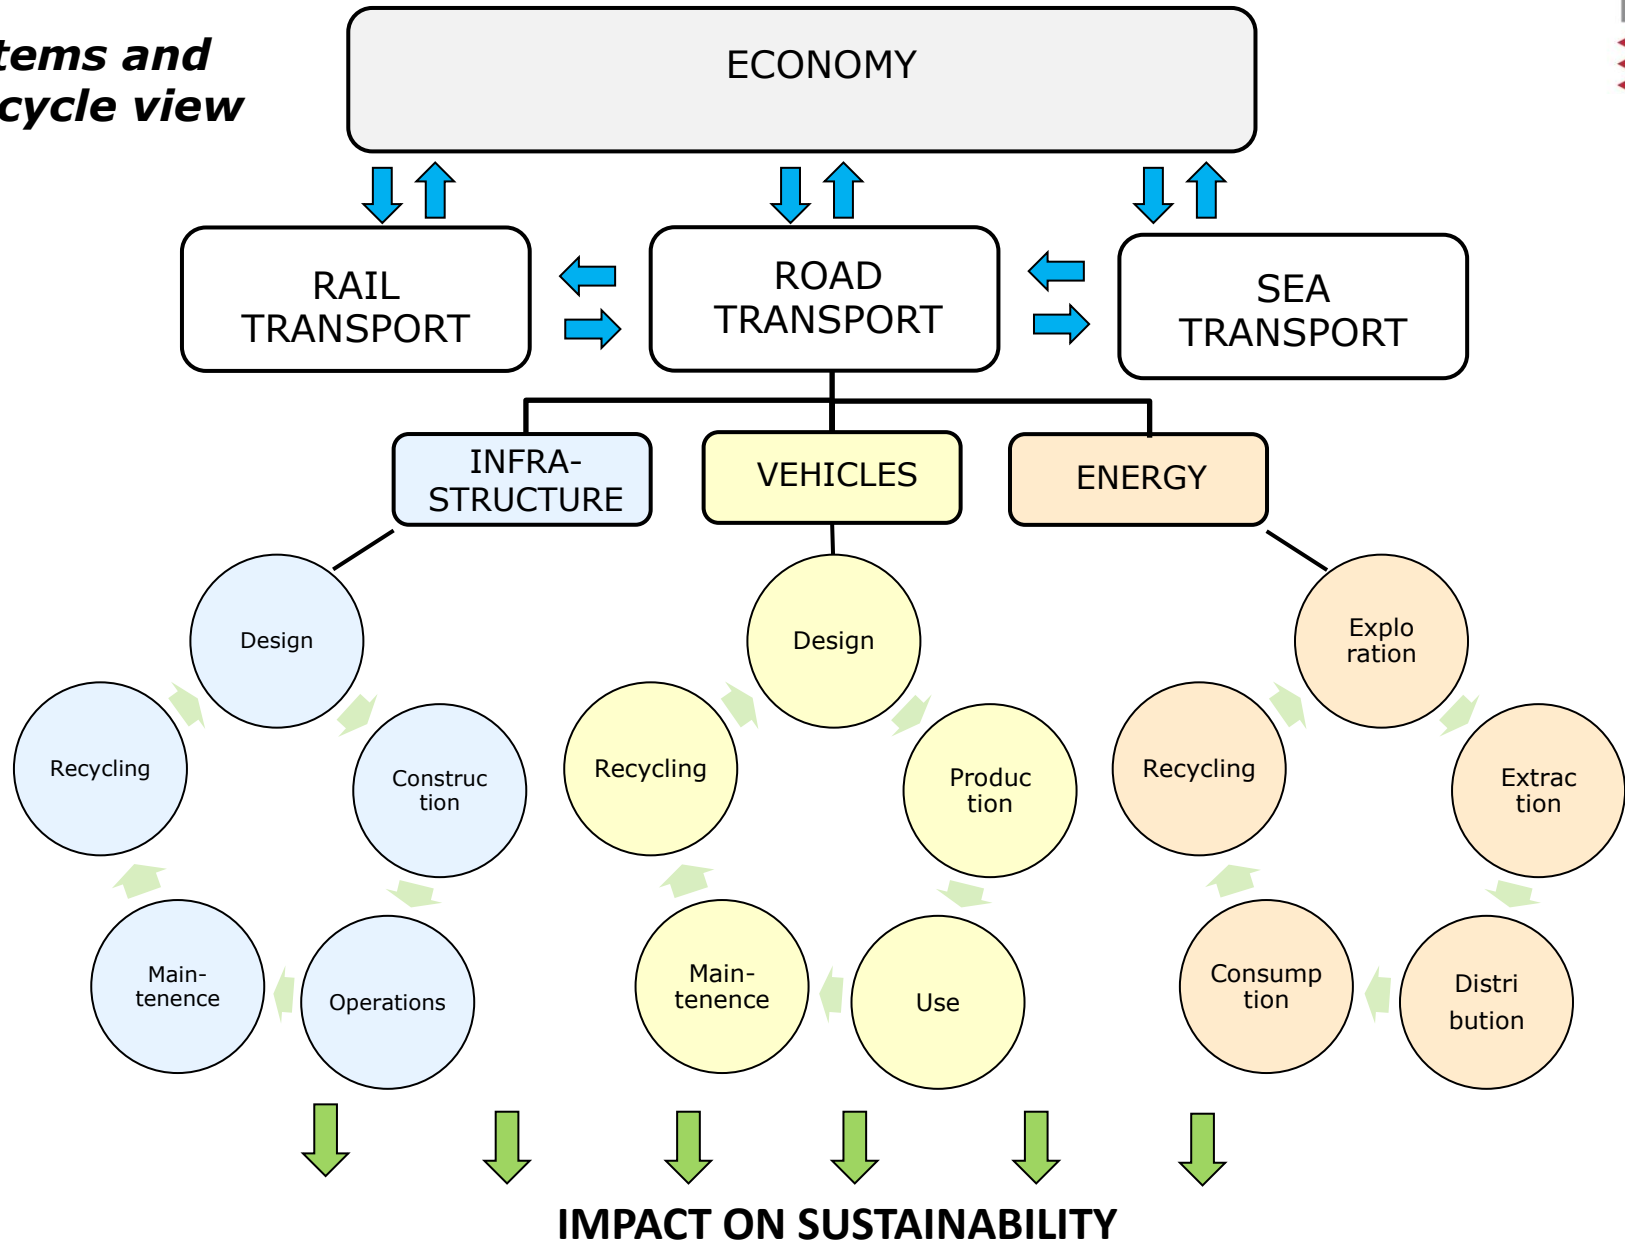 tems and
cycle view
ECONOMY
RAIL
TRANSPORT
ROAD
TRANSPORT
SEA
TRANSPORT
INFRA-
STRUCTURE
VEHICLES
ENERGY
Design
Construc
tion
Operations
Main-
tenence
Recycling
Design
Produc
tion
Use
Main-
tenence
Recycling
Explo
ration
Extrac
tion
Distri
bution
Consump
tion
Recycling
IMPACT ON SUSTAINABILITY